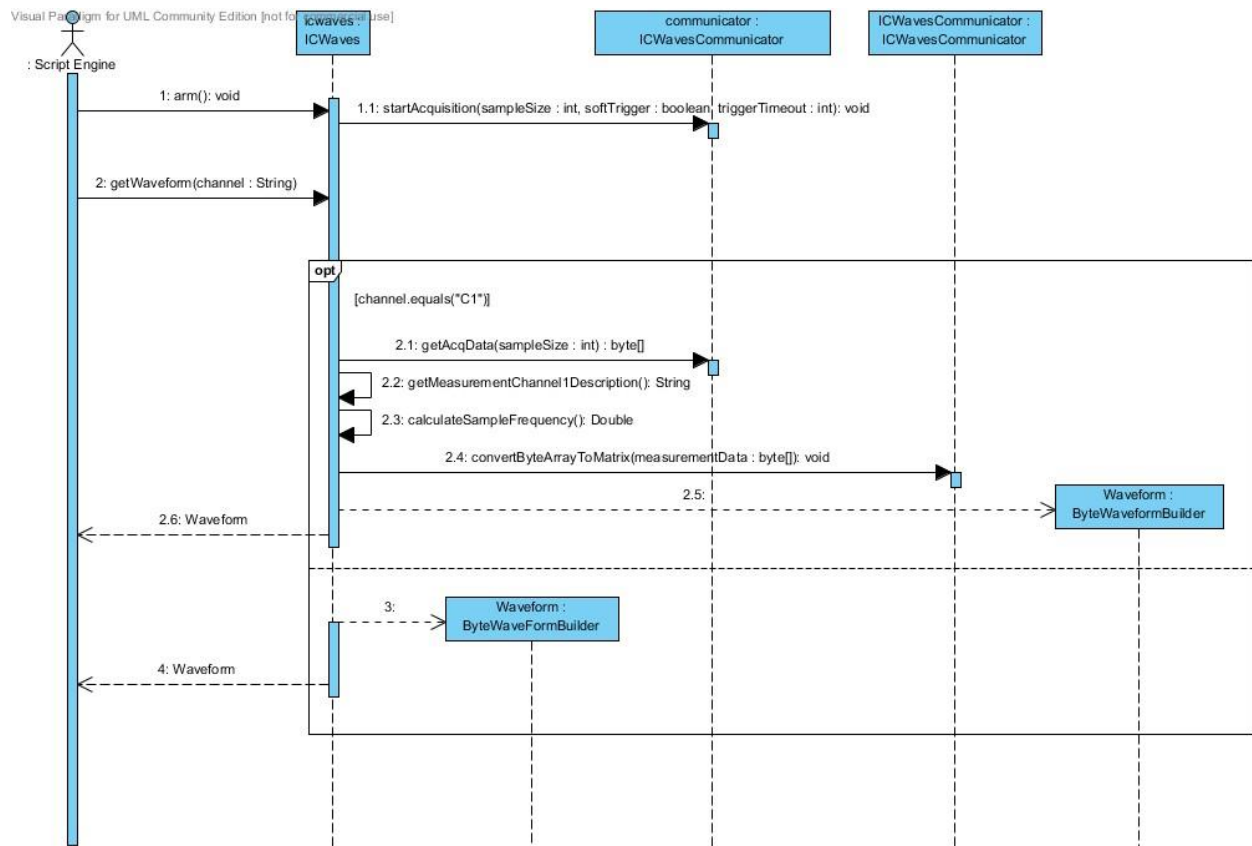 Visual Paradigm for UML Community Edition [not for commercial use]
icwaves :
ICWaves
communicator :
ICWavesCommunicator
ICWavesCommunicator :
ICWavesCommunicator
: Script Engine
1: arm(): void
1.1: startAcquisition(sampleSize : int, softTrigger : boolean, triggerTimeout : int): void
2: getWaveform(channel : String)
opt
[channel.equals("C1")]
2.1: getAcqData(sampleSize : int) : byte[]
2.2: getMeasurementChannel1Description(): String
2.3: calculateSampleFrequency(): Double
2.4: convertByteArrayToMatrix(measurementData : byte[]): void
2.5:
Waveform :
ByteWaveformBuilder
2.6: Waveform
3:
Waveform :
ByteWaveFormBuilder
4: Waveform